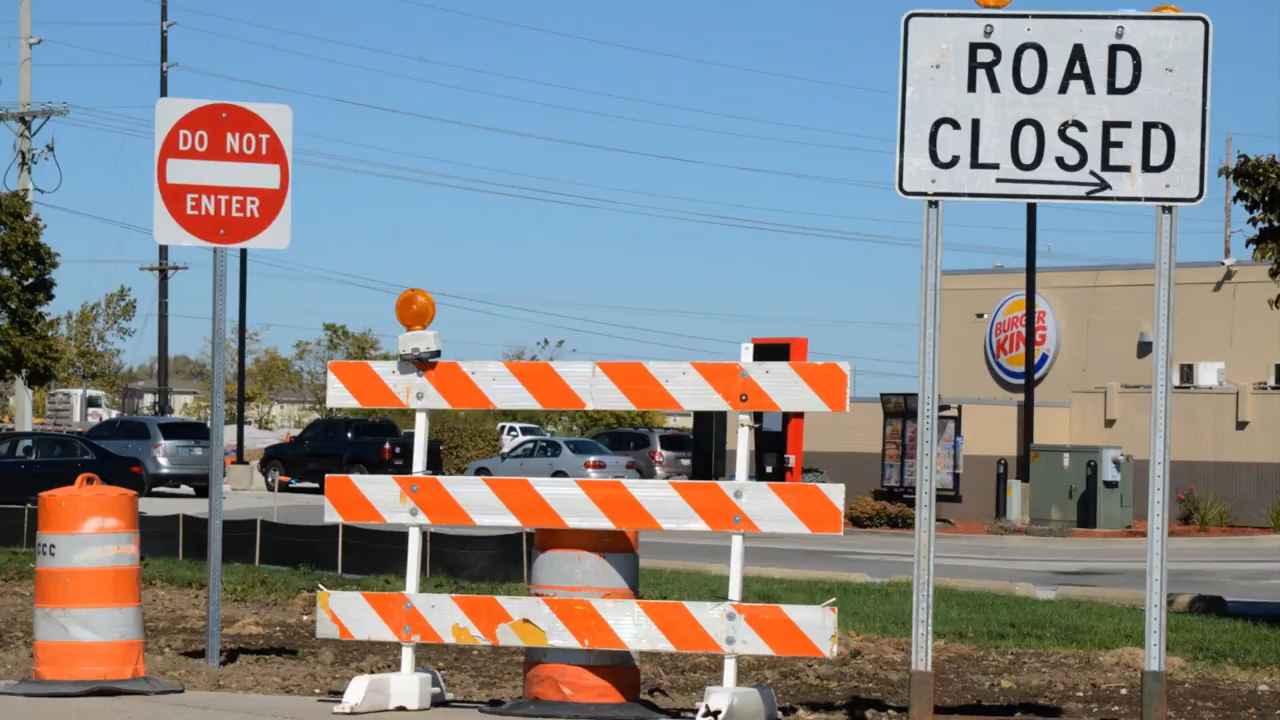 DO NOT
ENTER
ROAD
CLOSED
BURGER
KING
CCC